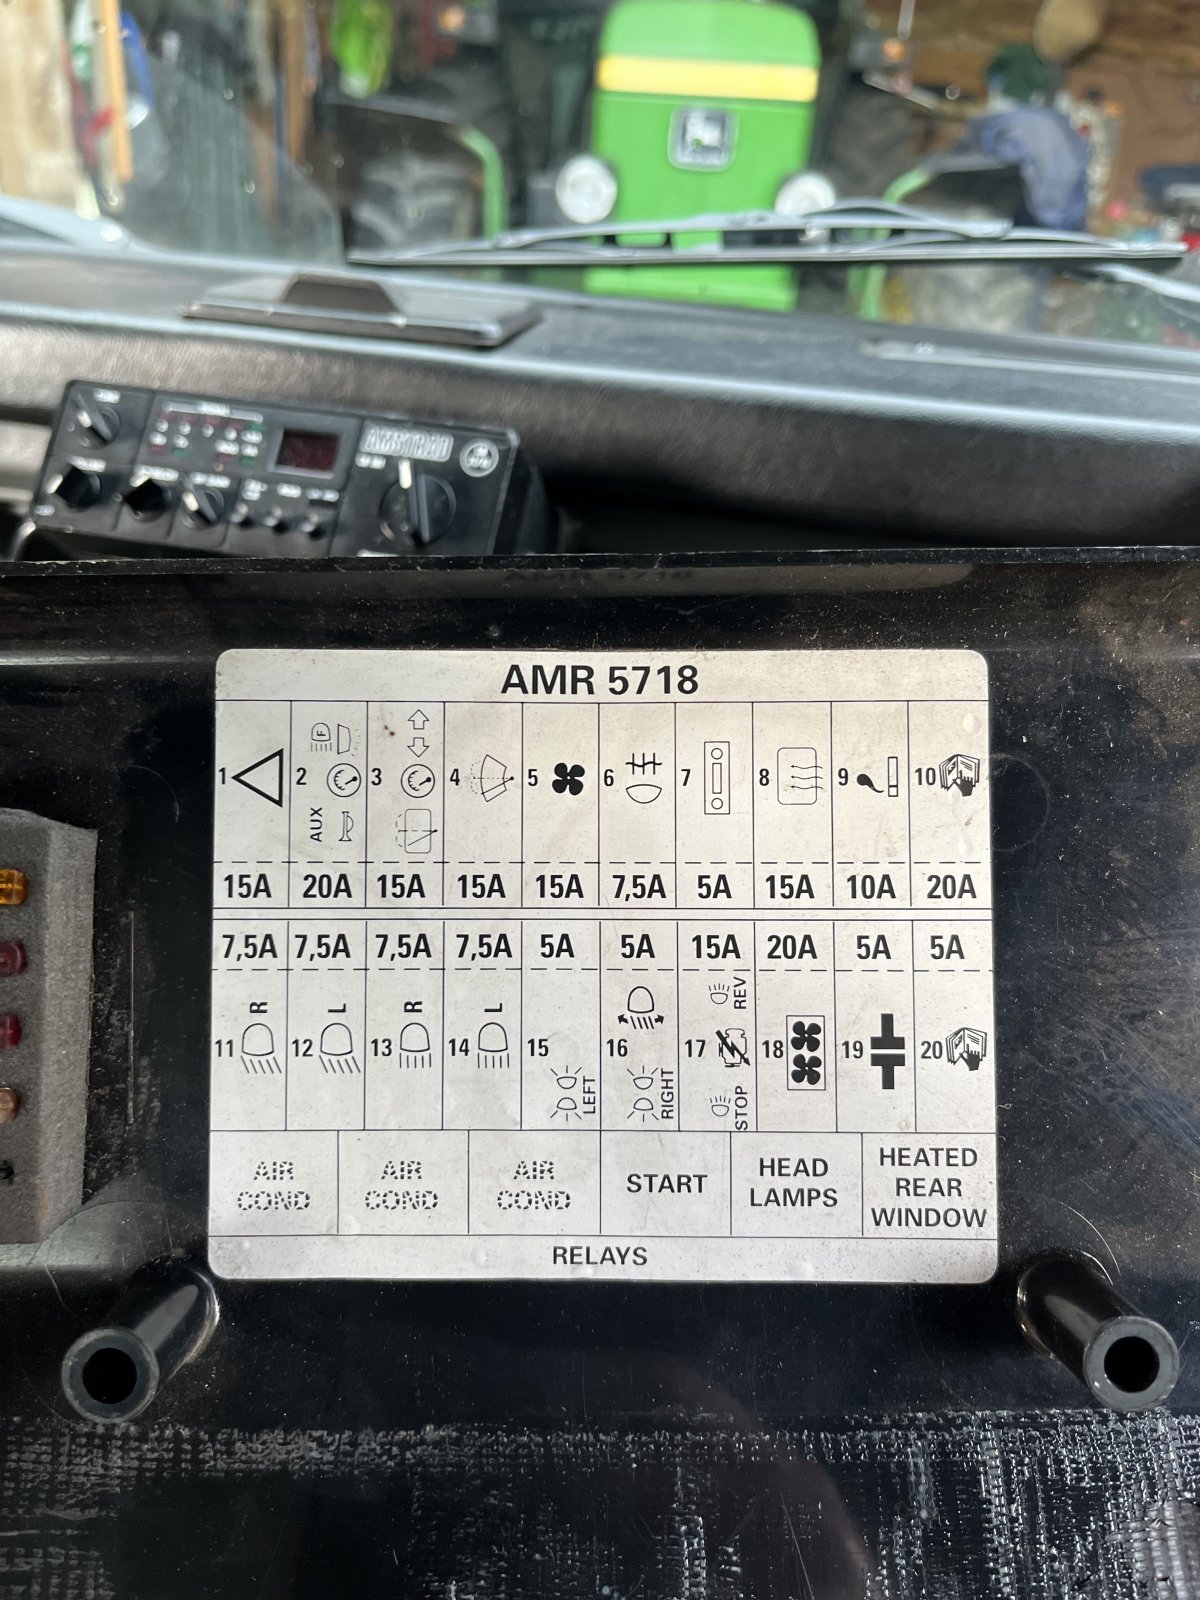 AMSTRAD
AMR 5718
1 2 3 4 5 6 7 8 9 10
F
AUX
15A 20A 15A 15A 15A 7,5A 5A 15A 10A 20A
7,5A 7,5A 7,5A 7,5A 5A 5A 15A 20A 5A 5A
R L R L REV
11 12 13 14 15 16 17 18 19 20
LEFT RIGHT STOP
AIR COND
AIR COND
AIR COND
START
HEAD
LAMPS
HEATED
REAR
WINDOW
RELAYS